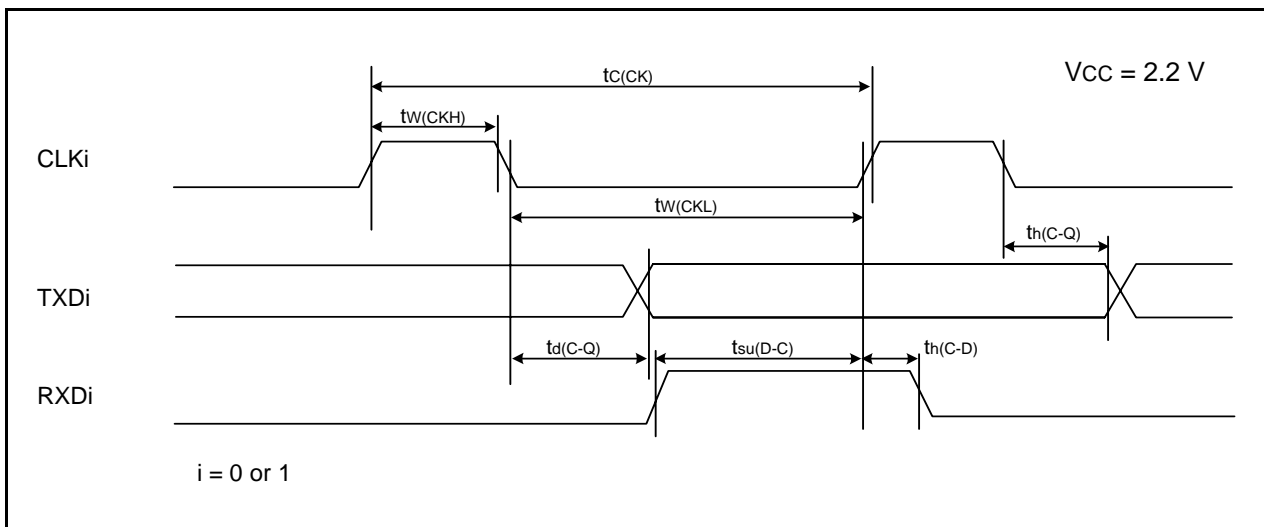 tC(CK)
VCC = 2.2 V
tW(CKH)
CLKi
tW(CKL)
th(C-Q)
TXDi
td(C-Q)
tsu(D-C)
th(C-D)
RXDi
i = 0 or 1